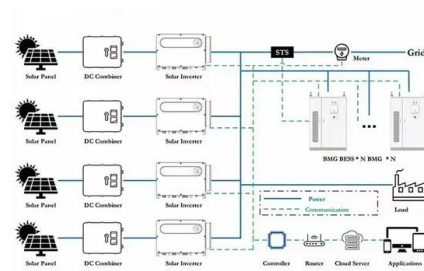 STS
Meter
Grid
Solar Panel DC Combiner Solar Inverter
Solar Panel DC Combiner Solar Inverter
BMG BESS * N BMG * N
Solar Panel DC Combiner Solar Inverter
Power
Communication
Load
Solar Panel DC Combiner Solar Inverter
Controller Router Cloud Server Applications